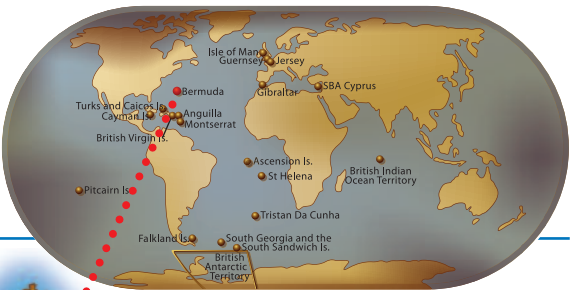 Isle of Man
Guernsey
Jersey
Gibraltar
SBA Cyprus
Bermuda
Turks and Caicos Is.
Cayman Is.
Anguilla
Montserrat
British Virgin Is.
Ascension Is.
St Helena
British Indian
Ocean Territory
Pitcairn Is.
Tristan Da Cunha
Falkland Is.
South Georgia and the
South Sandwich Is.
British
Antarctic
Territory